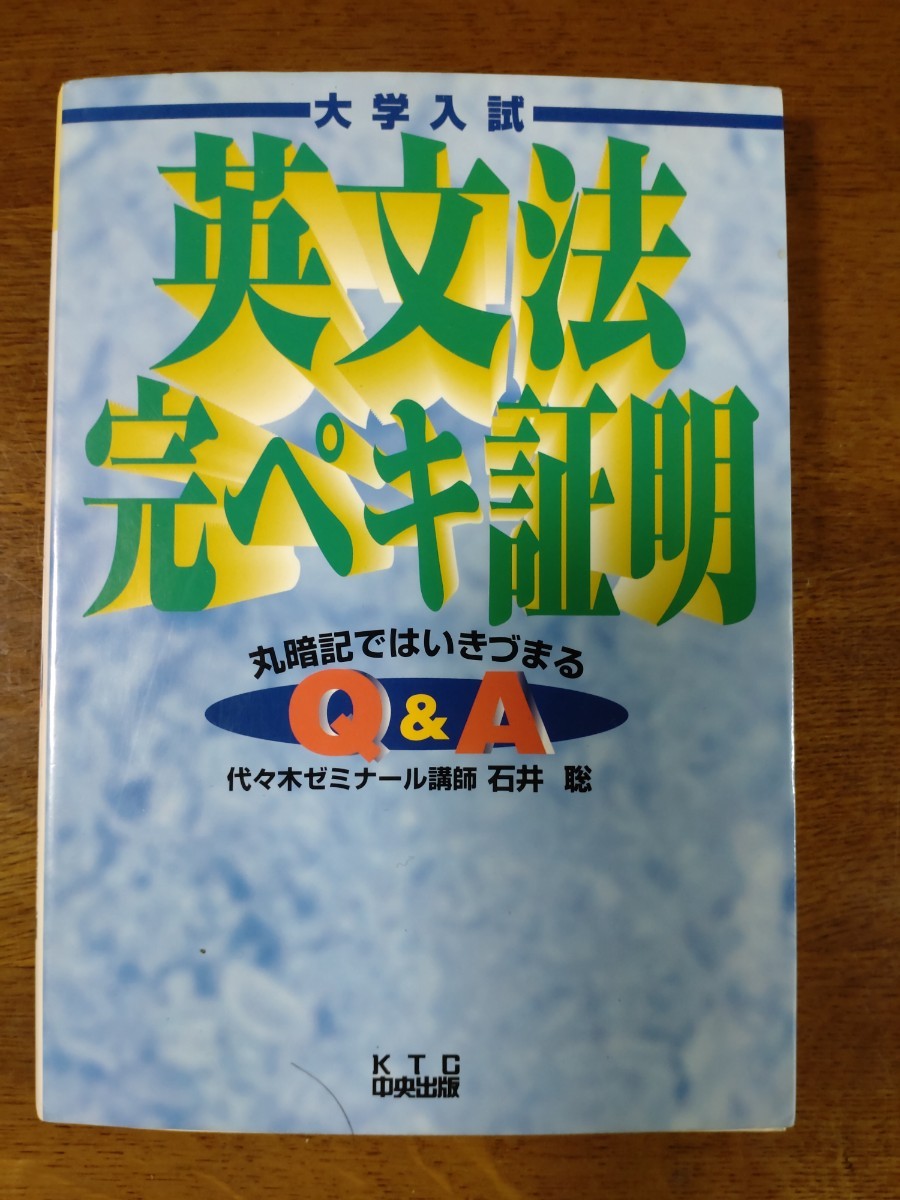 大学入試
英文法
完ペキ証明
丸暗記ではいきづまる
Q&A
代々木ゼミナール講師 石井 聡
KTC
中央出版